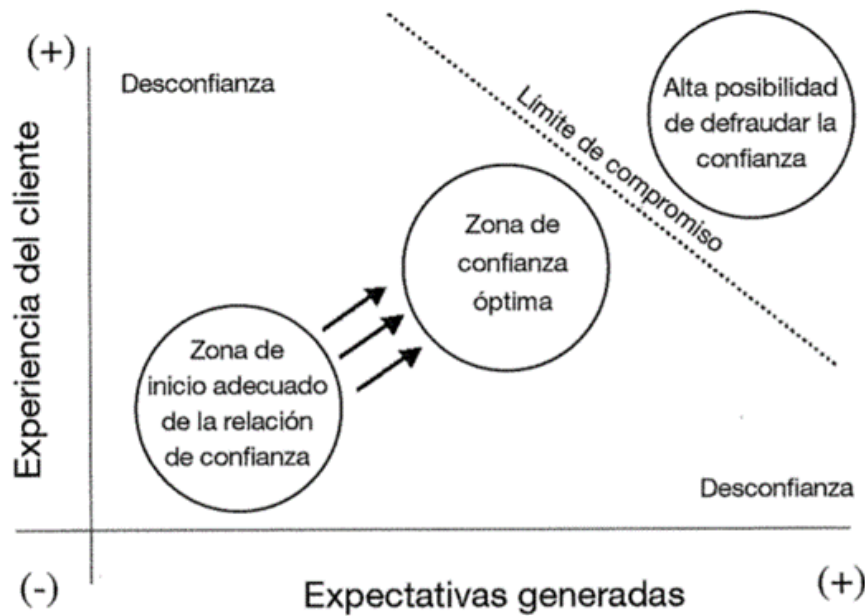 (+)
Desconfianza
Alta posibilidad
de defraudar la
confianza
Límite de compromiso
Experiencia del cliente
Zona de
confianza
óptima
Zona de
inicio adecuado
de la relación
de confianza
Desconfianza
(-)
Expectativas generadas
(+)